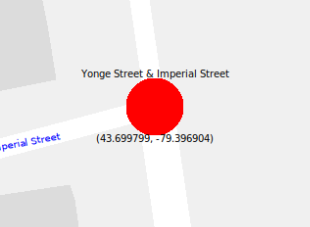 Yonge Street & Imperial Street
(43.699799, -79.396904)
perial Street